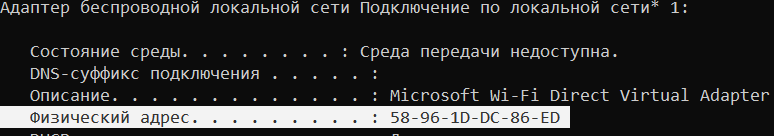 Адаптер беспроводной локальной сети Подключение по локальной сети* 1:
Состояние среды. . . . . . . . : Среда передачи недоступна.
DNS-суффикс подключения . . . . . :
Описание. . . . . . . . . . . . . : Microsoft Wi-Fi Direct Virtual Adapter
Физический адрес. . . . . . . . . : 58-96-1D-DC-86-ED